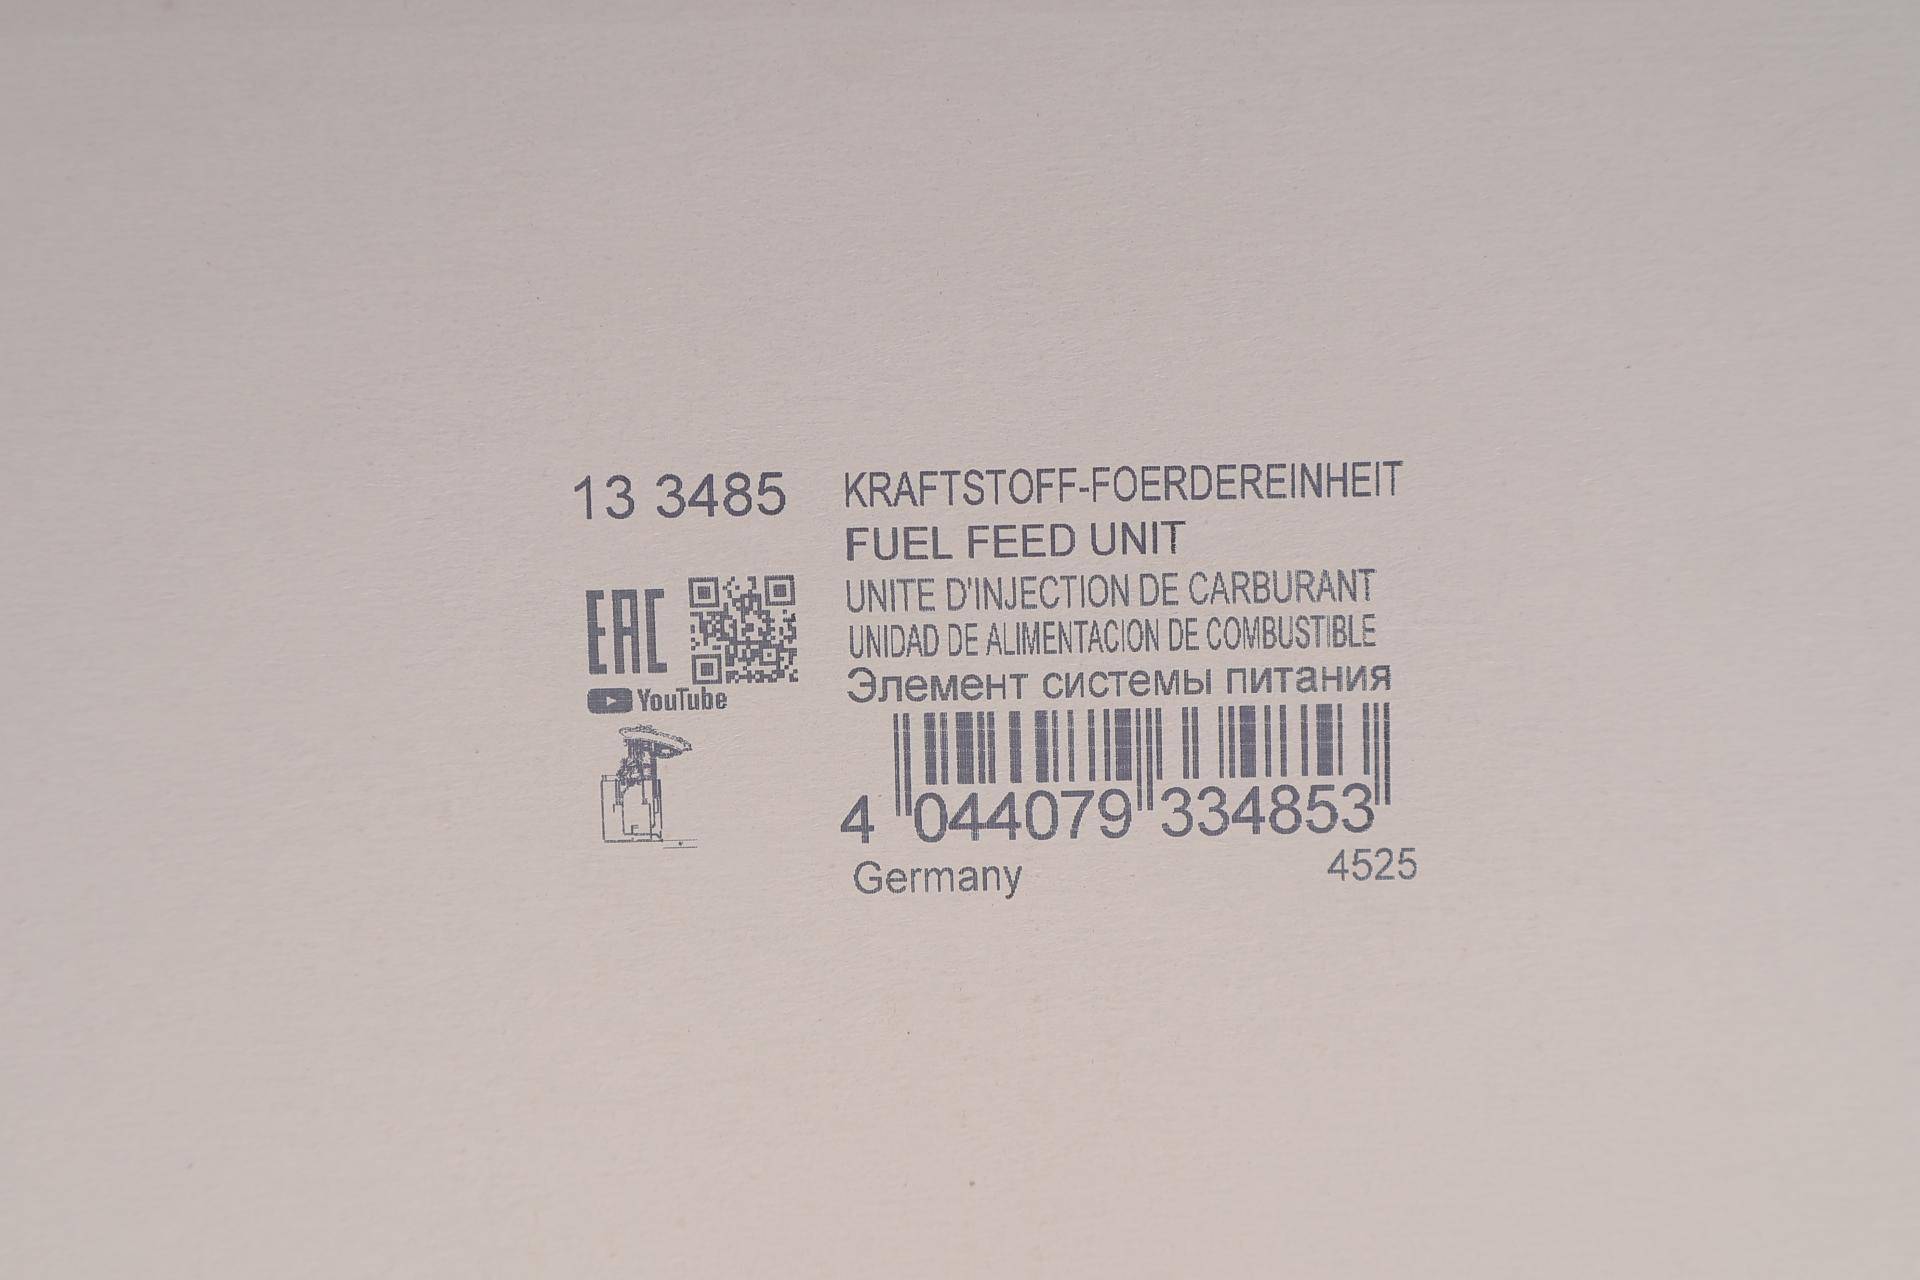 13 3485
KRAFTSTOFF-FOERDEREINHEIT
FUEL FEED UNIT
UNITE D'INJECTION DE CARBURANT
UNIDAD DE ALIMENTACION DE COMBUSTIBLE
Элемент системы питания
EAC
YouTube
4 044079 334853
Germany
4525